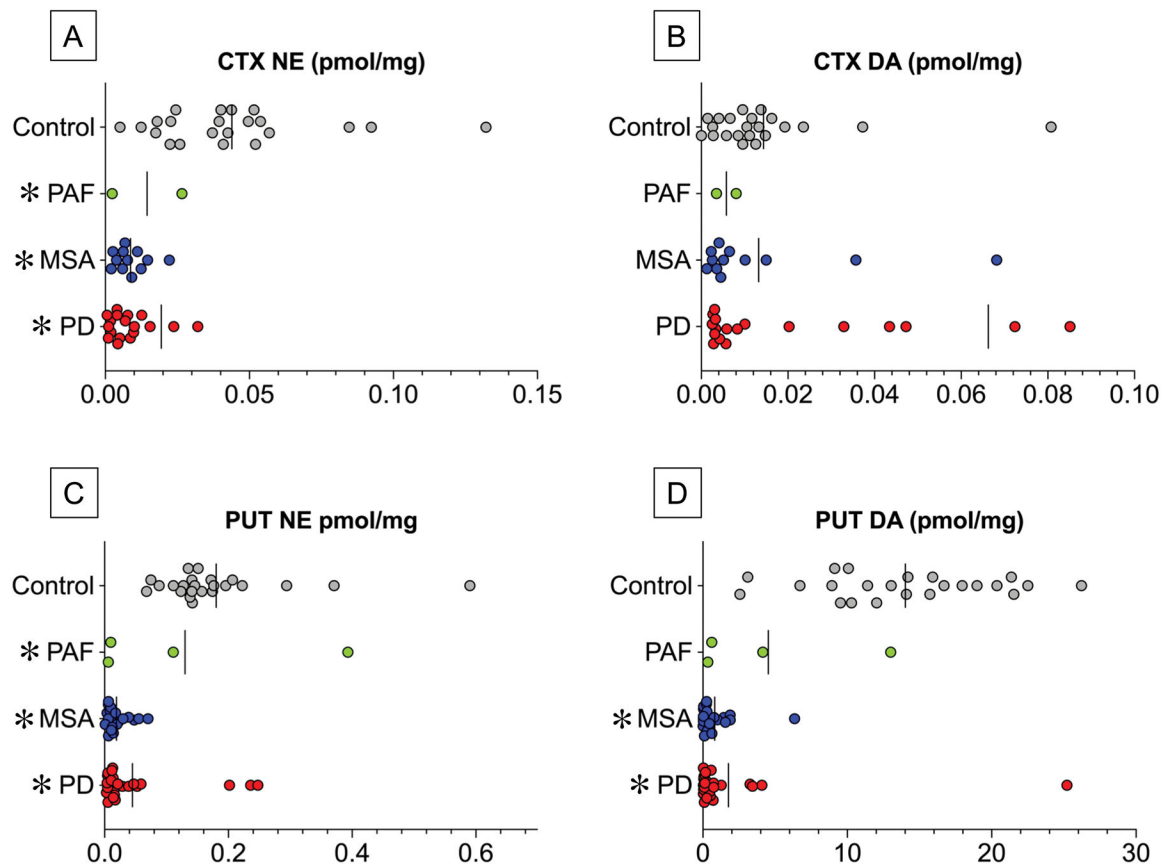 A
CTX NE (pmol/mg)
Control
* PAF
* MSA
* PD
0.00 0.05 0.10 0.15
B
CTX DA (pmol/mg)
Control
PAF
MSA
PD
0.00 0.02 0.04 0.06 0.08 0.10
C
PUT NE pmol/mg
Control
* PAF
* MSA
* PD
0.0 0.2 0.4 0.6
D
PUT DA (pmol/mg)
Control
PAF
* MSA
* PD
0 10 20 30